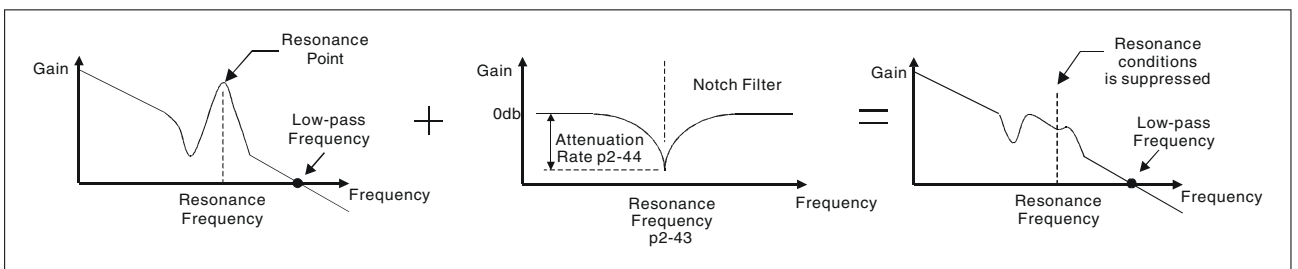 Gain
Resonance
Point
Low-pass
Frequency
Frequency
Resonance
Frequency
+
Gain
0db
Notch Filter
Attenuation
Rate p2-44
Frequency
Resonance
Frequency
p2-43
=
Gain
Resonance
conditions
is suppressed
Low-pass
Frequency
Frequency
Resonance
Frequency